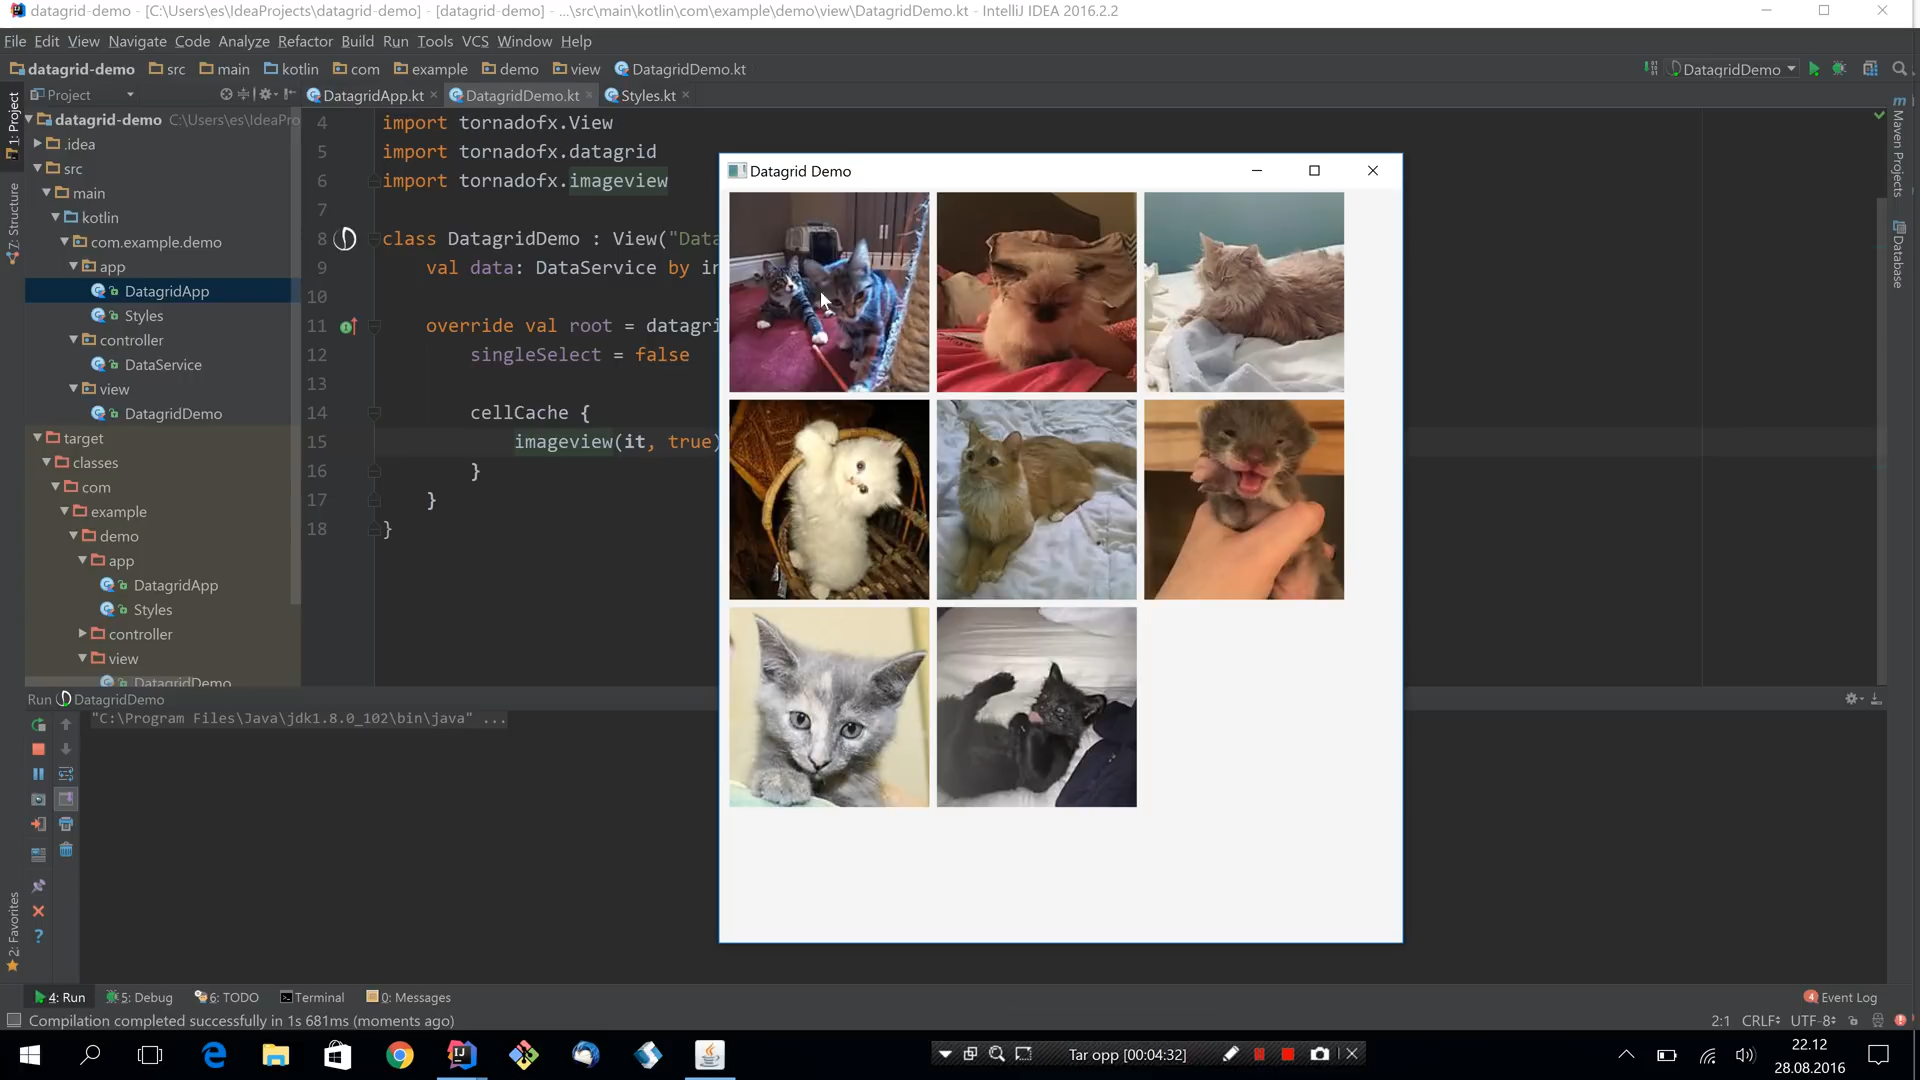 datagrid-demo - [C:\Users\es\IdeaProjects\datagrid-demo] - [datagrid-demo] - ...\src\main\kotlin\com\example\demo\view\DatagridDemo.kt - IntelliJ IDEA 2016.2.2
File Edit View Navigate Code Analyze Refactor Build Run Tools VCS Window Help
datagrid-demo src main kotlin com example demo view DatagridDemo.kt DatagridDemo
Project DatagridApp.kt DatagridDemo.kt Styles.kt
1: Project
7: Structure
2: Favorites
Maven Projects
Database
datagrid-demo C:\Users\es\IdeaPro
.idea
src
main
kotlin
com.example.demo
app
DatagridApp
Styles
controller
DataService
view
DatagridDemo
target
classes
com
example
demo
app
DatagridApp
Styles
controller
view
DatagridDemo
4 import tornadofx.View
5 import tornadofx.datagrid
6 import tornadofx.imageview
7
8 class DatagridDemo : View("Data
9 val data: DataService by in
10
11 override val root = datagri
12 singleSelect = false
13
14 cellCache {
15 imageview(it, true)
16 }
17 }
18 }
Datagrid Demo
Run DatagridDemo
"C:\Program Files\Java\jdk1.8.0_102\bin\java" ...
4: Run 5: Debug 6: TODO Terminal 0: Messages 4 Event Log
Compilation completed successfully in 1s 681ms (moments ago) 2:1 CRLF UTF-8
Tar opp [00:04:32]
22.12
28.08.2016